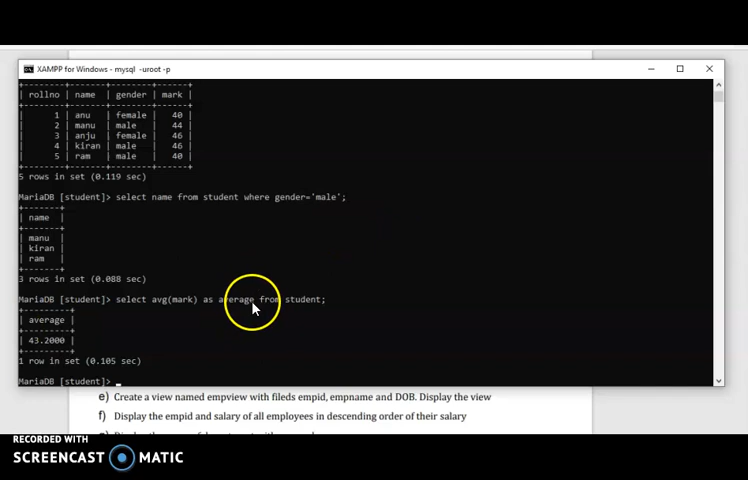 XAMPP for Windows - mysql -uroot -p
+--------+-------+--------+------+
| rollno | name | gender | mark |
+--------+-------+--------+------+
| 1 | anu | female | 40 |
| 2 | manu | male | 44 |
| 3 | anju | female | 46 |
| 4 | kiran | male | 46 |
| 5 | ram | male | 40 |
+--------+-------+--------+------+
5 rows in set (0.119 sec)
MariaDB [student]> select name from student where gender='male';
+-------+
| name |
+-------+
| manu |
| kiran |
| ram |
+-------+
3 rows in set (0.088 sec)
MariaDB [student]> select avg(mark) as average from student;
+---------+
| average |
+---------+
| 43.2000 |
+---------+
1 row in set (0.105 sec)
MariaDB [student]> _
e) Create a view named empview with fileds empid, empname and DOB. Display the view
f) Display the empid and salary of all employees in descending order of their salary
RECORDED WITH
SCREENCAST MATIC